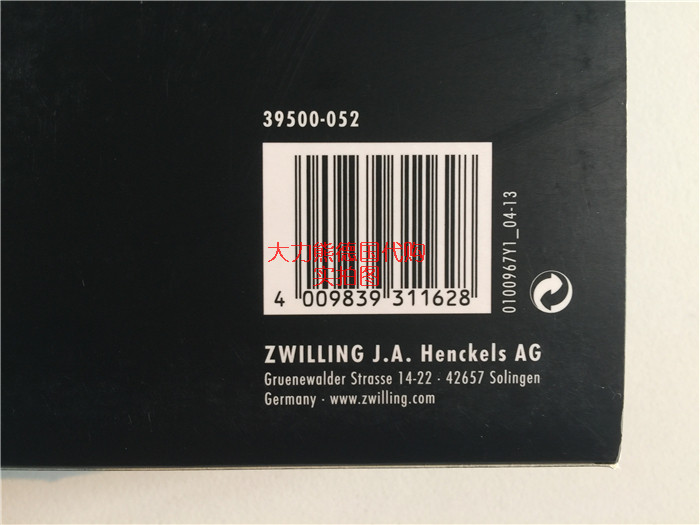 39500-052
大力熊德国代购
实拍图
4 009839 311628
0100967Y1_04-13
ZWILLING J.A. Henckels AG
Gruenewalder Strasse 14-22 · 42657 Solingen
Germany · www.zwilling.com